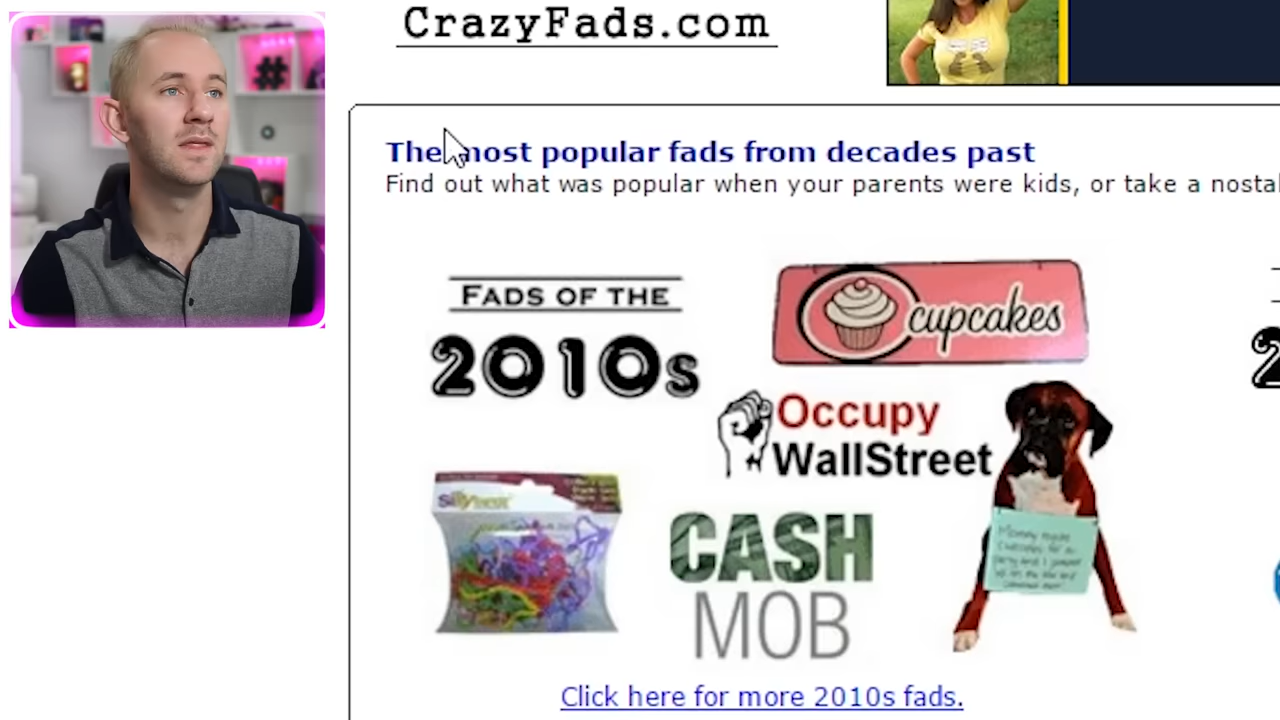 CrazyFads.com
The most popular fads from decades past
Find out what was popular when your parents were kids, or take a nostal
FADS OF THE
2010s
cupcakes
Occupy
WallStreet
CASH
MOB
Click here for more 2010s fads.